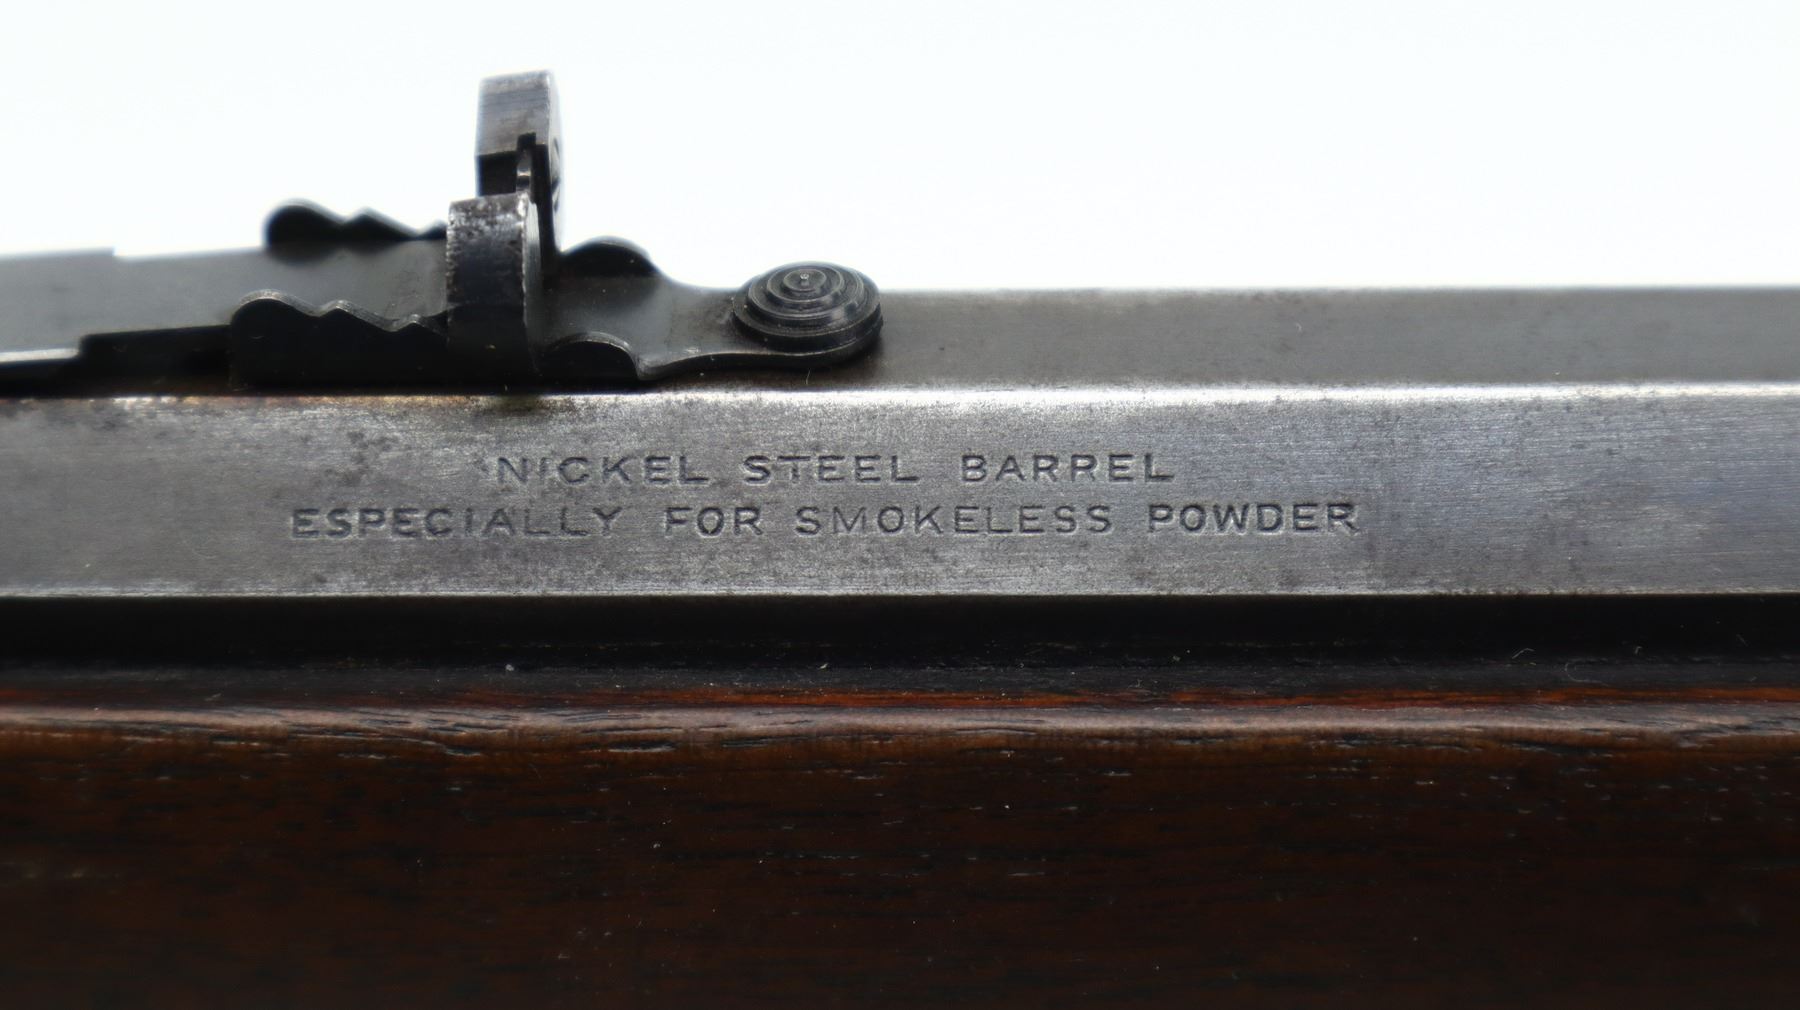 NICKEL STEEL BARREL
ESPECIALLY FOR SMOKELESS POWDER